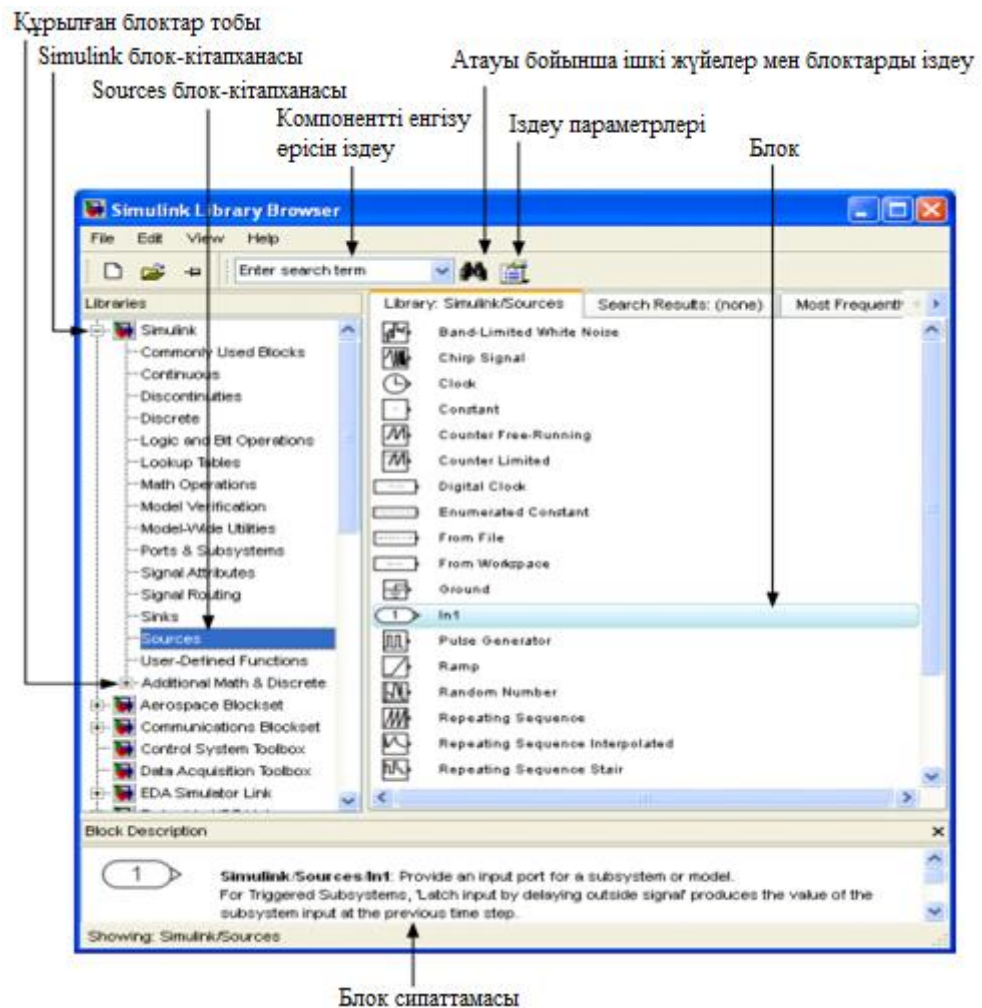 Құрылған блоктар тобы
Simulink блок-кітапханасы
Sources блок-кітапханасы
Атауы бойынша ішкі жүйелер мен блоктарды іздеу
Компонентті енгізу
өрісін іздеу
Іздеу параметрлері
Блок
Simulink Library Browser
File Edit View Help
Enter search term
Libraries
Library: Simulink/Sources
Search Results: (none)
Most Frequently
Simulink
Commonly Used Blocks
Continuous
Discontinuities
Discrete
Logic and Bit Operations
Lookup Tables
Math Operations
Model Verification
Model-Wide Utilities
Ports & Subsystems
Signal Attributes
Signal Routing
Sinks
Sources
User-Defined Functions
Additional Math & Discrete
Aerospace Blockset
Communications Blockset
Control System Toolbox
Data Acquisition Toolbox
EDA Simulator Link
Band-Limited White Noise
Chirp Signal
Clock
Constant
Counter Free-Running
Counter Limited
Digital Clock
Enumerated Constant
From File
From Workspace
Ground
1 In1
Pulse Generator
Ramp
Random Number
Repeating Sequence
Repeating Sequence Interpolated
Repeating Sequence Stair
Block Description
1
Simulink/Sources/In1: Provide an input port for a subsystem or model.
For Triggered Subsystems, 'Latch input by delaying outside signal' produces the value of the
subsystem input at the previous time step.
Showing: Simulink/Sources
Блок сипаттамасы